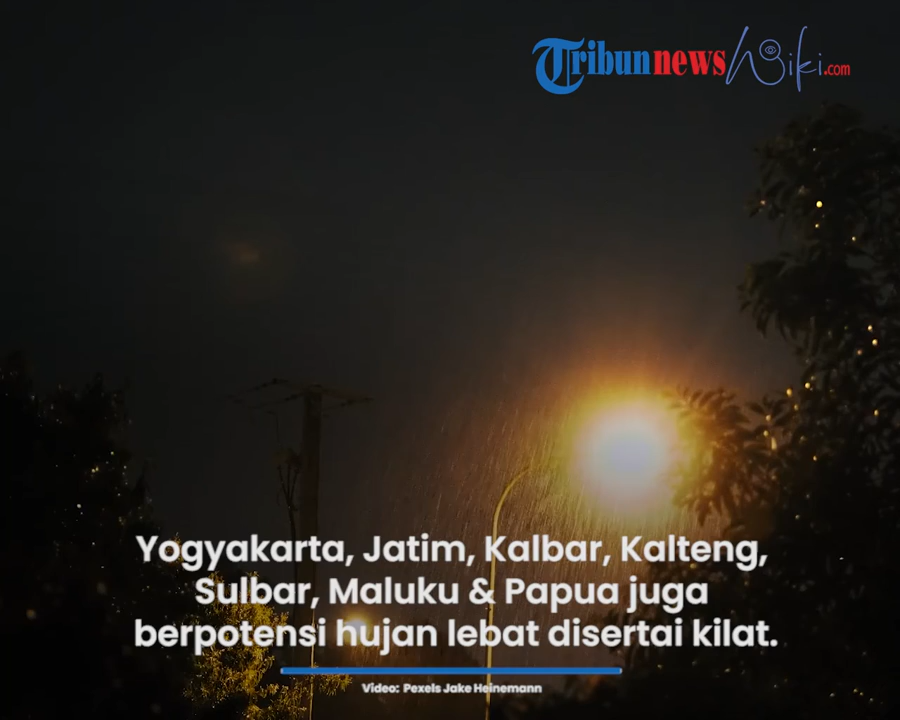 TribunnewsWiki.com
Yogyakarta, Jatim, Kalbar, Kalteng,
Sulbar, Maluku & Papua juga
berpotensi hujan lebat disertai kilat.
Video: Pexels Jake Heinemann